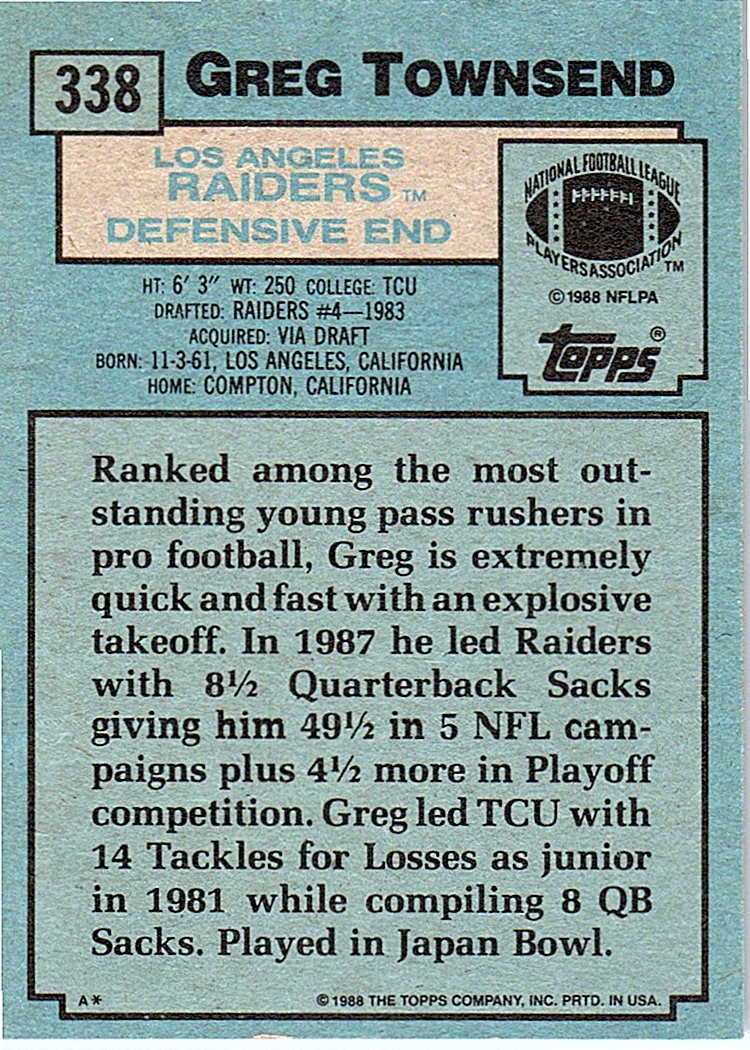 338
GREG TOWNSEND
LOS ANGELES
RAIDERS TM
DEFENSIVE END
NATIONAL FOOTBALL LEAGUE
PLAYERS ASSOCIATION TM
© 1988 NFLPA
Topps ®
HT: 6' 3" WT: 250 COLLEGE: TCU
DRAFTED: RAIDERS #4—1983
ACQUIRED: VIA DRAFT
BORN: 11-3-61, LOS ANGELES, CALIFORNIA
HOME: COMPTON, CALIFORNIA
Ranked among the most out-
standing young pass rushers in
pro football, Greg is extremely
quick and fast with an explosive
takeoff. In 1987 he led Raiders
with 8½ Quarterback Sacks
giving him 49½ in 5 NFL cam-
paigns plus 4½ more in Playoff
competition. Greg led TCU with
14 Tackles for Losses as junior
in 1981 while compiling 8 QB
Sacks. Played in Japan Bowl.
A*
© 1988 THE TOPPS COMPANY, INC. PRTD. IN USA.